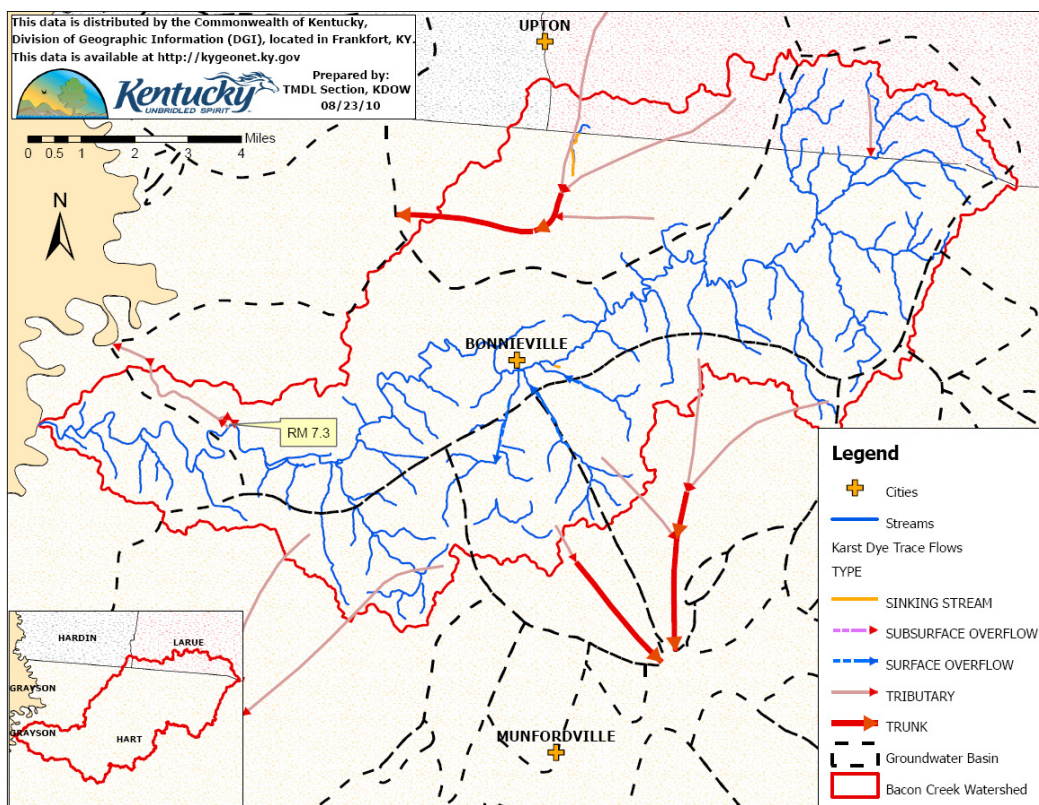 This data is distributed by the Commonwealth of Kentucky,
Division of Geographic Information (DGI), located in Frankfort, KY.
This data is available at http://kygeonet.ky.gov
Kentucky
UNBRIDLED SPIRIT
Prepared by:
TMDL Section, KDOW
08/23/10
0 0.5 1 2 3 4 Miles
N
UPTON
BONNIEVILLE
RM 7.3
MUNFORDVILLE
HARDIN
LARUE
GRAYSON
GRAYSON
HART
Legend
Cities
Streams
Karst Dye Trace Flows
TYPE
SINKING STREAM
SUBSURFACE OVERFLOW
SURFACE OVERFLOW
TRIBUTARY
TRUNK
Groundwater Basin
Bacon Creek Watershed